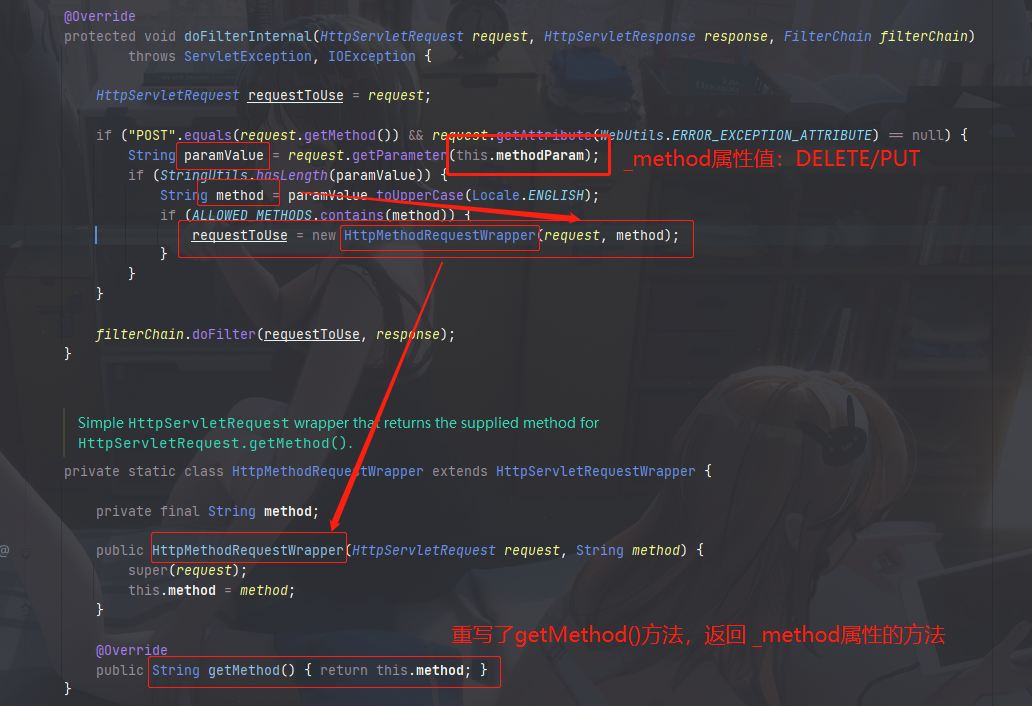 @Override
protected void doFilterInternal(HttpServletRequest request, HttpServletResponse response, FilterChain filterChain)
throws ServletException, IOException {
HttpServletRequest requestToUse = request;
if ("POST".equals(request.getMethod()) && request.getAttribute(WebUtils.ERROR_EXCEPTION_ATTRIBUTE) == null) {
String paramValue = request.getParameter(this.methodParam);
_method属性值：DELETE/PUT
if (StringUtils.hasLength(paramValue)) {
String method = paramValue.toUpperCase(Locale.ENGLISH);
if (ALLOWED_METHODS.contains(method)) {
requestToUse = new HttpMethodRequestWrapper(request, method);
}
}
}
filterChain.doFilter(requestToUse, response);
}
Simple HttpServletRequest wrapper that returns the supplied method for
HttpServletRequest.getMethod().
private static class HttpMethodRequestWrapper extends HttpServletRequestWrapper {
private final String method;
@
public HttpMethodRequestWrapper(HttpServletRequest request, String method) {
super(request);
this.method = method;
}
重写了getMethod()方法，返回 _method属性的方法
@Override
public String getMethod() { return this.method; }
}